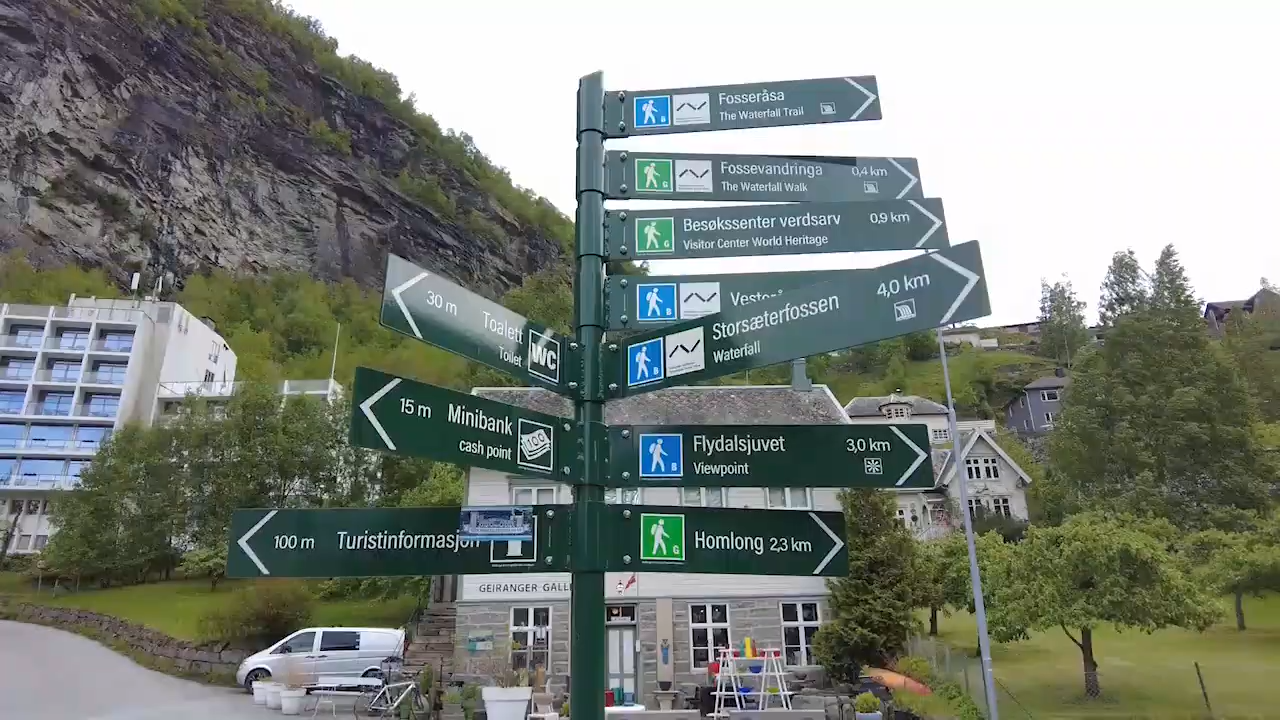 Fosseråsa
The Waterfall Trail
B
Fossevandringa 0,4 km
The Waterfall Walk
G
Besøkssenter verdsarv 0,9 km
Visitor Center World Heritage
G
B
Storsæterfossen 4,0 km
Waterfall
B
30 m Toalett
Toilet
WC
15 m Minibank
cash point
100
Flydalsjuvet 3,0 km
Viewpoint
B
100 m Turistinformasjon
Homlong 2,3 km
G
GEIRANGER GALL